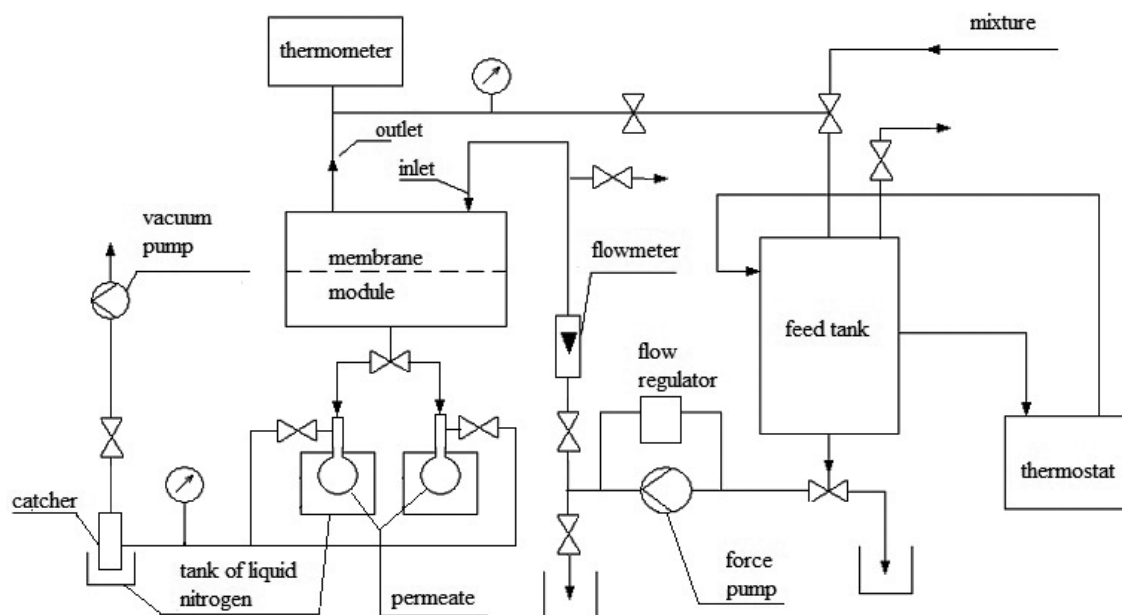 mixture
thermometer
outlet
inlet
vacuum
pump
membrane
module
flowmeter
feed tank
flow
regulator
thermostat
catcher
tank of liquid
nitrogen
permeate
force
pump